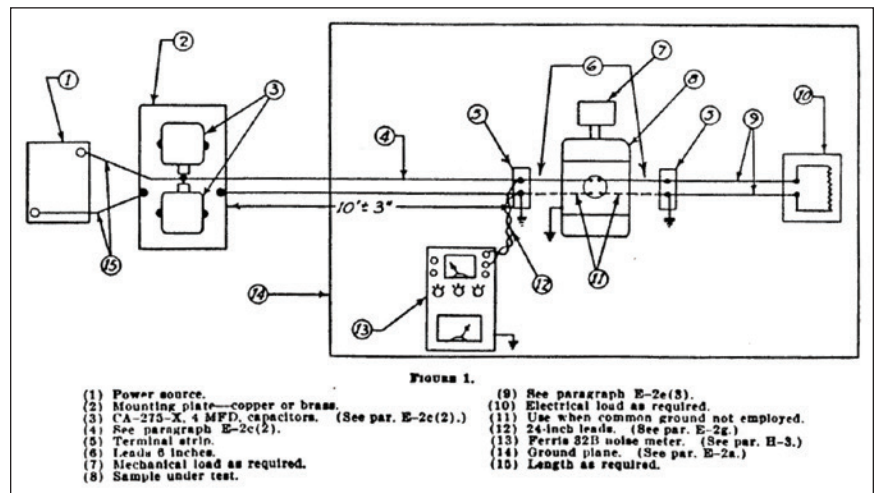 (2)
(1)
(3)
(6)
(7)
(8)
(4)
(5)
(5)
(9)
(10)
10'± 3"
(15)
(12)
(11)
(14)
(13)
FIGURE 1.
(1) Power source.
(2) Mounting plate—copper or brass.
(3) CA-275-X, 4 MFD. capacitors. (See par. E-2c(2).)
(4) See paragraph E-2c(2).
(5) Terminal strip.
(6) Leads 6 inches.
(7) Mechanical load as required.
(8) Sample under test.
(9) See paragraph E-2e(3).
(10) Electrical load as required.
(11) Use when common ground not employed.
(12) 24-inch leads. (See par. E-2g.)
(13) Ferris 32B noise meter. (See par. H-3.)
(14) Ground plane. (See par. E-2a.)
(15) Length as required.